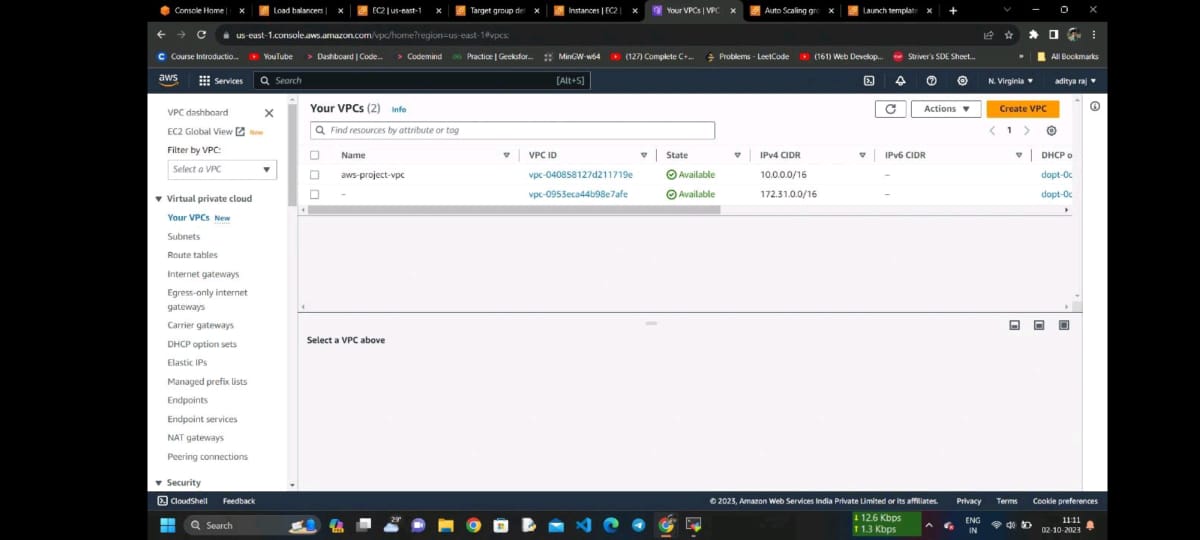 Console Home | Load balancers | EC2 | us-east-1 Target group det Instances | EC2 | Your VPCs | VPC Auto Scaling gro Launch template
us-east-1.console.aws.amazon.com/vpc/home?region=us-east-1#vpcs:
Course Introductio... YouTube Dashboard | Code... Codemind Practice | Geeksfor... MinGW-w64 (127) Complete C+... Problems - LeetCode (161) Web Develop... Striver's SDE Sheet... » All Bookmarks
aws Services Search [Alt+S] N. Virginia aditya raj
VPC dashboard
EC2 Global View New
Filter by VPC:
Select a VPC
Virtual private cloud
Your VPCs New
Subnets
Route tables
Internet gateways
Egress-only internet
gateways
Carrier gateways
DHCP option sets
Elastic IPs
Managed prefix lists
Endpoints
Endpoint services
NAT gateways
Peering connections
Security
Your VPCs (2) Info
Actions Create VPC
Find resources by attribute or tag
1
Name VPC ID State IPv4 CIDR IPv6 CIDR DHCP o
aws-project-vpc vpc-040858127d211719e Available 10.0.0.0/16 – dopt-0c
– vpc-0953eca44b98e7afe Available 172.31.0.0/16 – dopt-0c
Select a VPC above
CloudShell Feedback © 2023, Amazon Web Services India Private Limited or its affiliates. Privacy Terms Cookie preferences
Search 29° 12.6 Kbps ENG 11:11
1.3 Kbps IN 02-10-2023